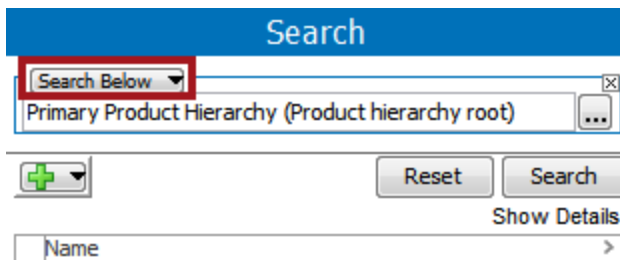 Search
Search Below
Primary Product Hierarchy (Product hierarchy root) ...
Reset Search
Show Details
Name >